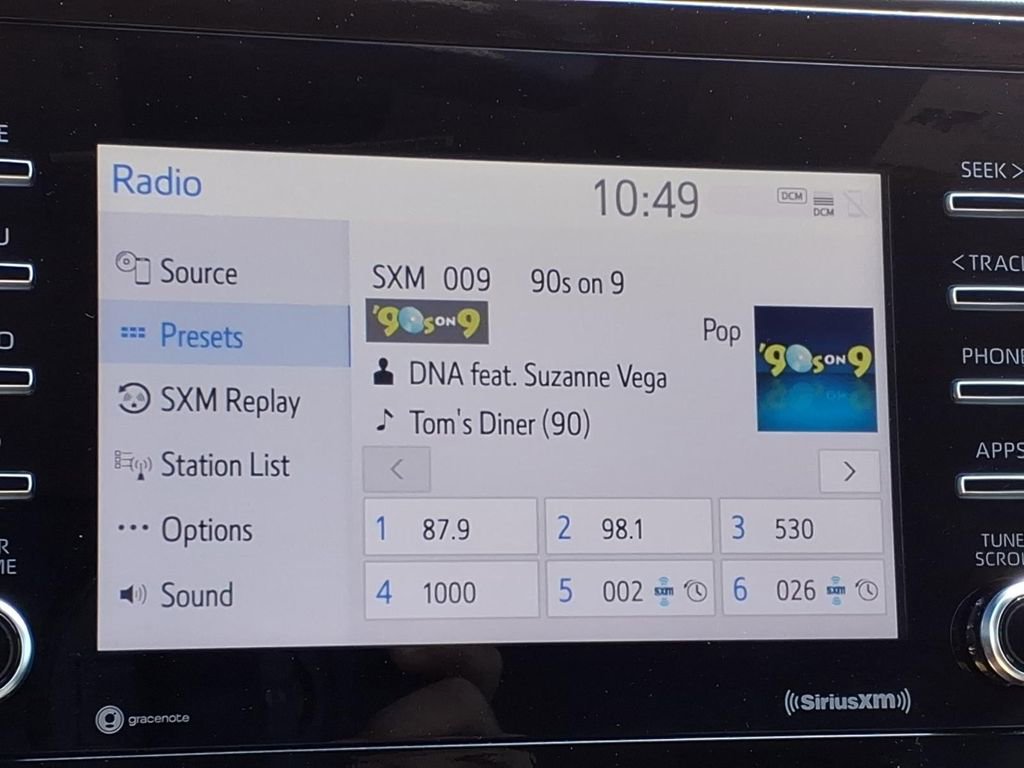 Radio
10:49
DCM
DCM
Source
Presets
SXM Replay
Station List
Options
Sound
SXM 009 90s on 9
'90s ON 9
Pop
'90s ON 9
DNA feat. Suzanne Vega
Tom's Diner (90)
<
>
1 87.9
2 98.1
3 530
4 1000
5 002 sxm
6 026 sxm
SEEK >
< TRACK
PHONE
APPS
TUNE
SCROLL
gracenote
((SiriusXM))